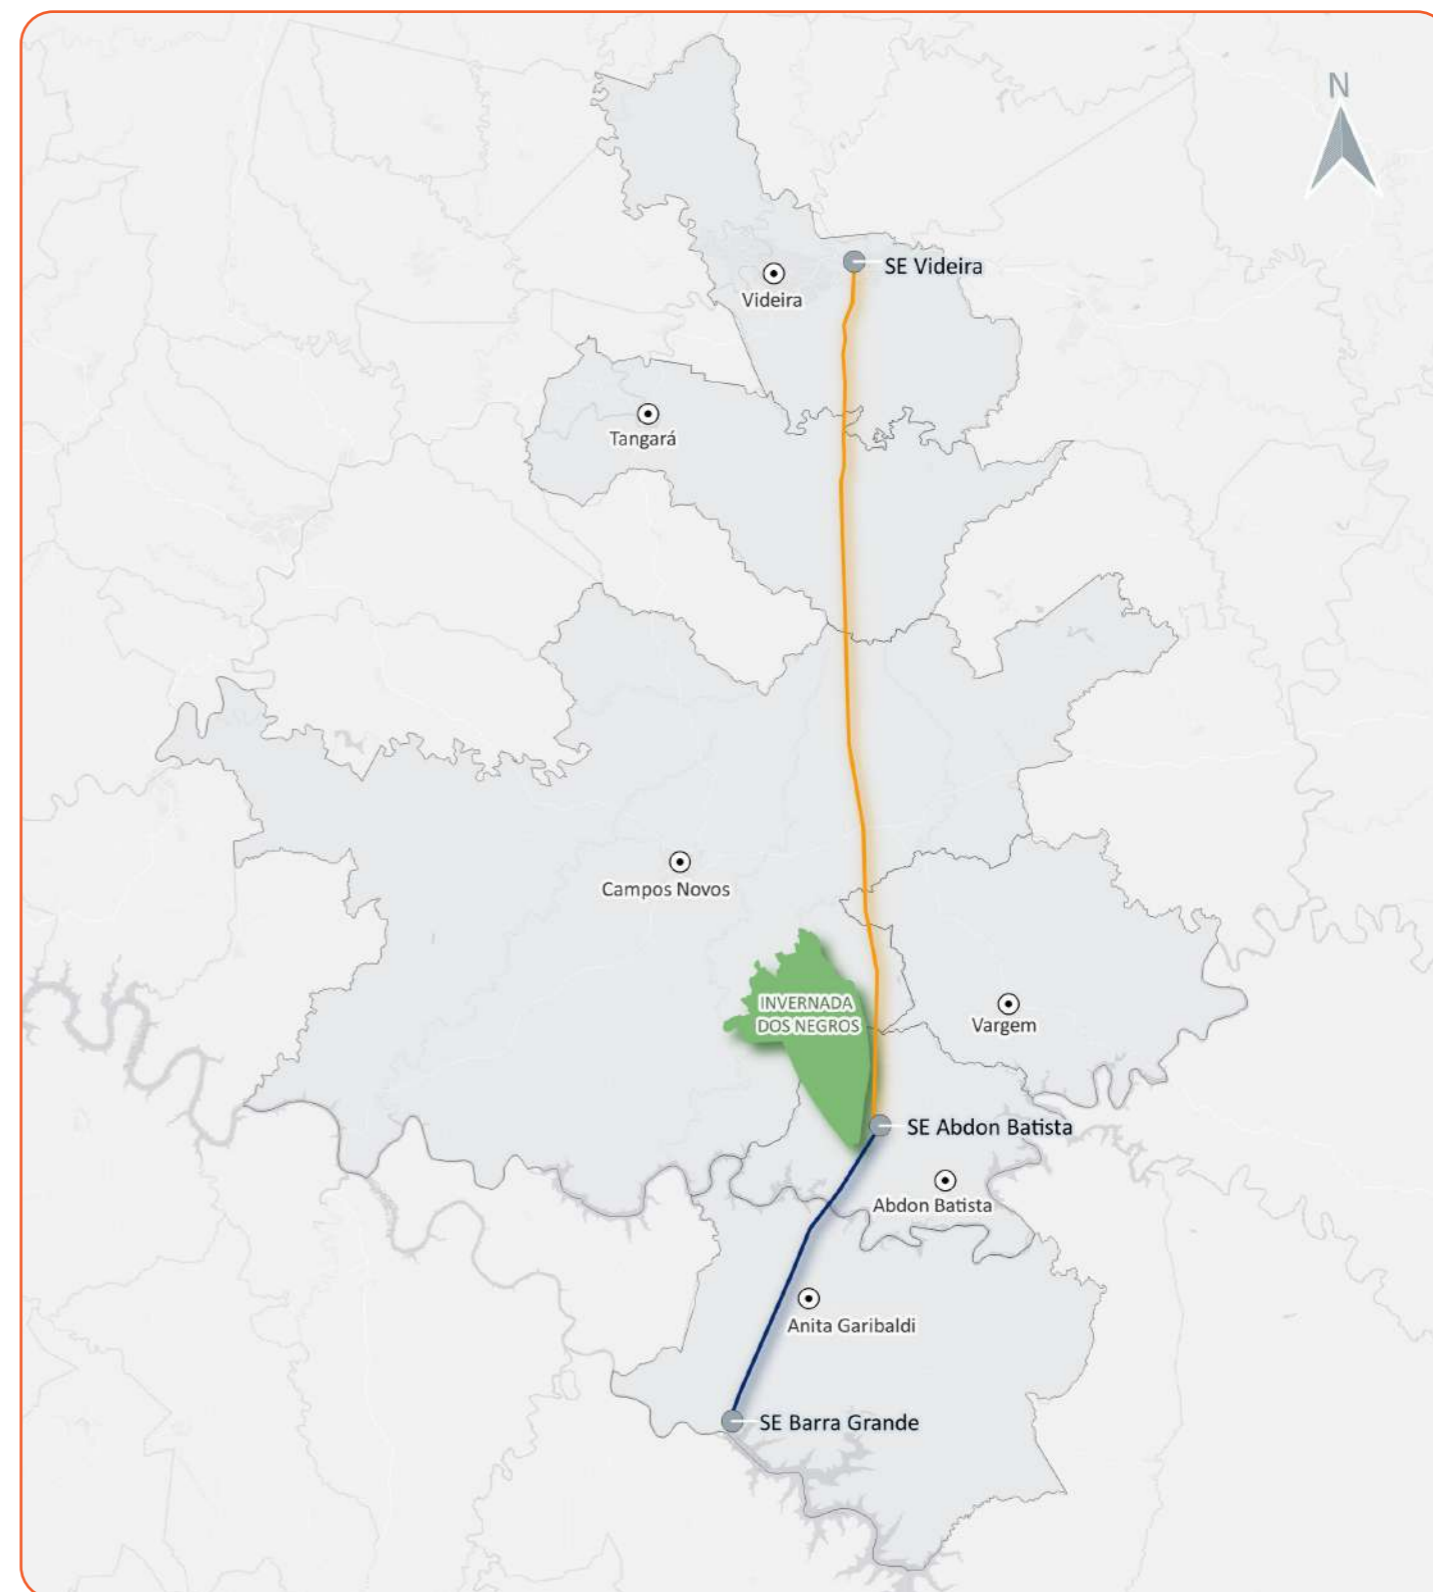 N
SE Videira
Videira
Tangará
Campos Novos
INVERNADA
DOS NEGROS
Vargem
SE Abdon Batista
Abdon Batista
Anita Garibaldi
SE Barra Grande